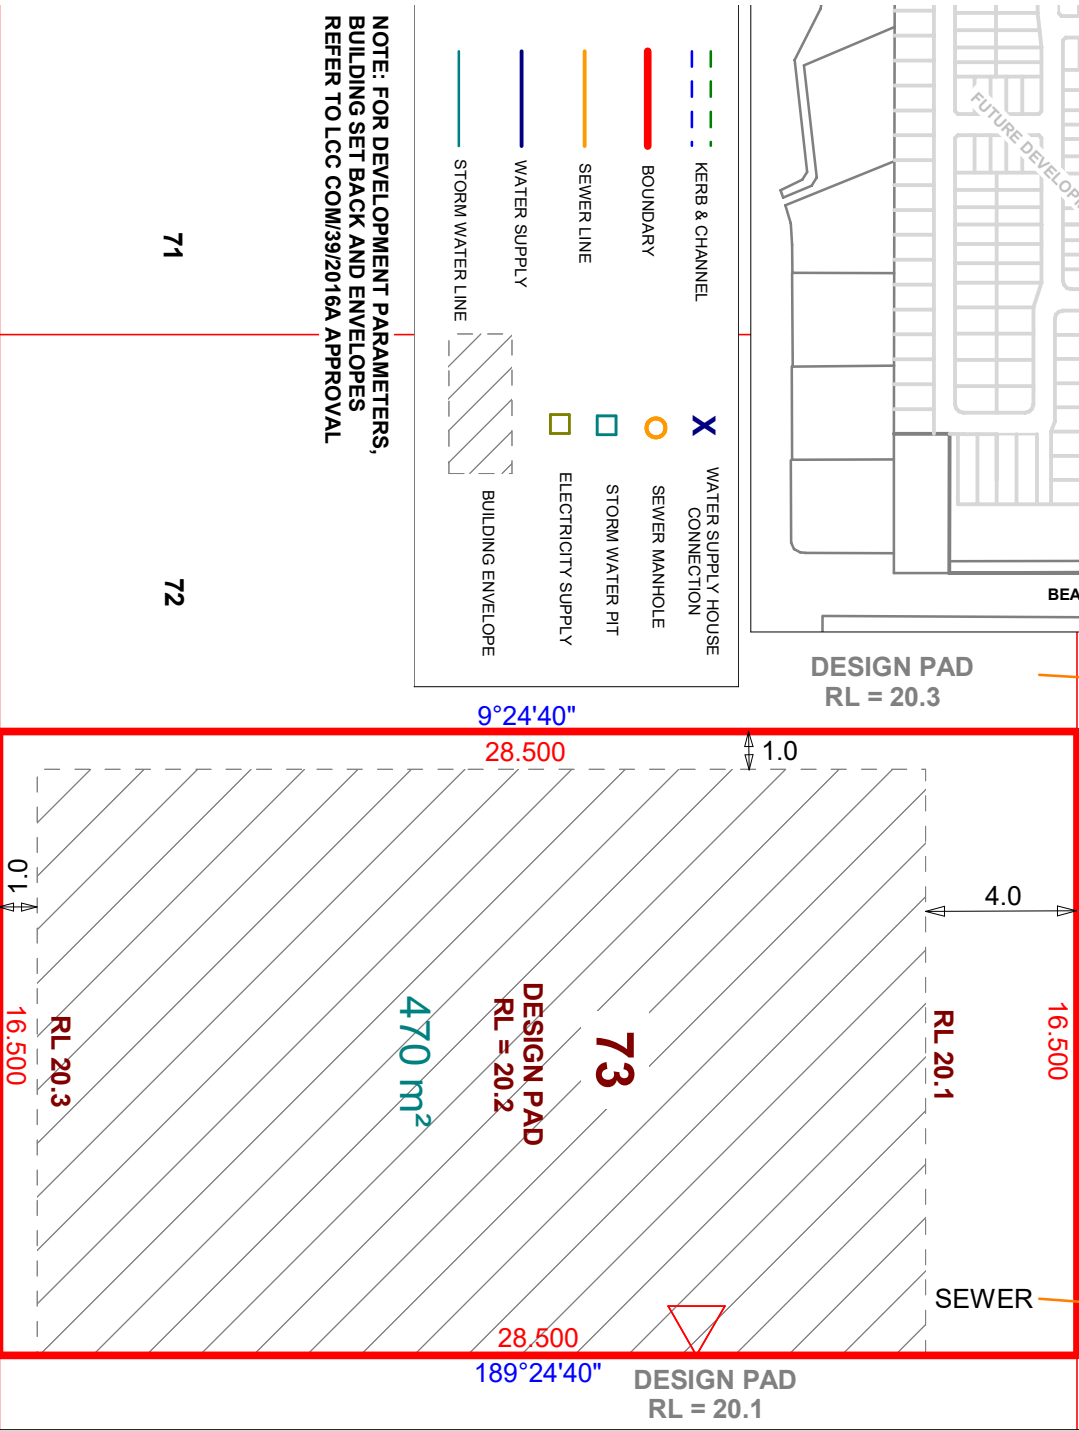 NOTE: FOR DEVELOPMENT PARAMETERS,
BUILDING SET BACK AND ENVELOPES
REFER TO LCC COM/39/2016A APPROVAL
KERB & CHANNEL
BOUNDARY
SEWER LINE
WATER SUPPLY
STORM WATER LINE
X
WATER SUPPLY HOUSE
CONNECTION
SEWER MANHOLE
STORM WATER PIT
ELECTRICITY SUPPLY
BUILDING ENVELOPE
FUTURE DEVELOPM
BEA
71
72
DESIGN PAD
RL = 20.3
9°24'40"
28.500
1.0
1.0
4.0
16.500
16.500
RL 20.3
RL 20.1
73
DESIGN PAD
RL = 20.2
470 m²
SEWER
28.500
189°24'40"
DESIGN PAD
RL = 20.1